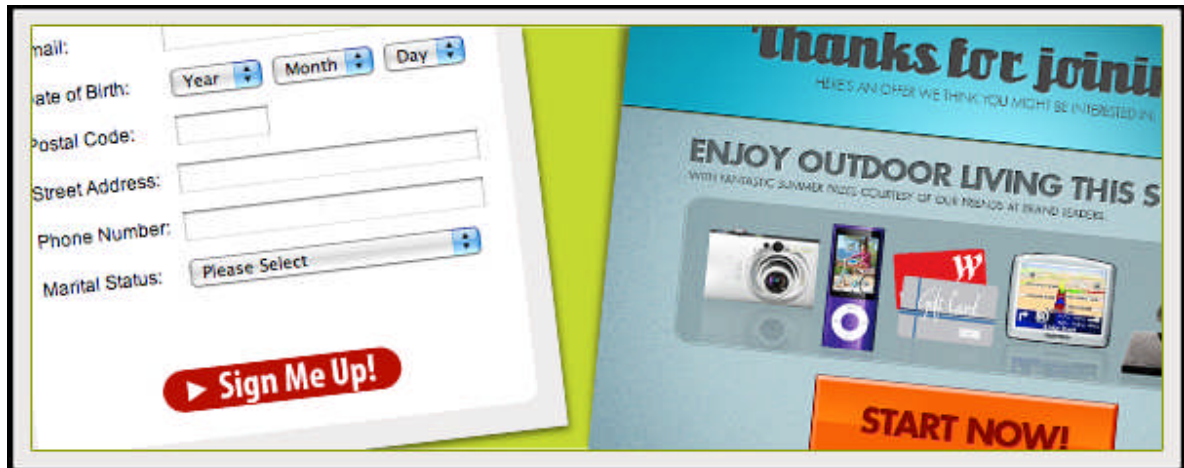 mail:
ate of Birth:
Year
Month
Day
Postal Code:
Street Address:
Phone Number:
Marital Status:
Please Select
Sign Me Up!
Thanks for joinin
HERE'S AN OFFER WE THINK YOU MIGHT BE INTERESTED IN.
ENJOY OUTDOOR LIVING THIS S
WITH FANTASTIC SUMMER PRIZES COURTESY OF OUR FRIENDS AT BRAND LEADERS.
W
Gift Card
START NOW!